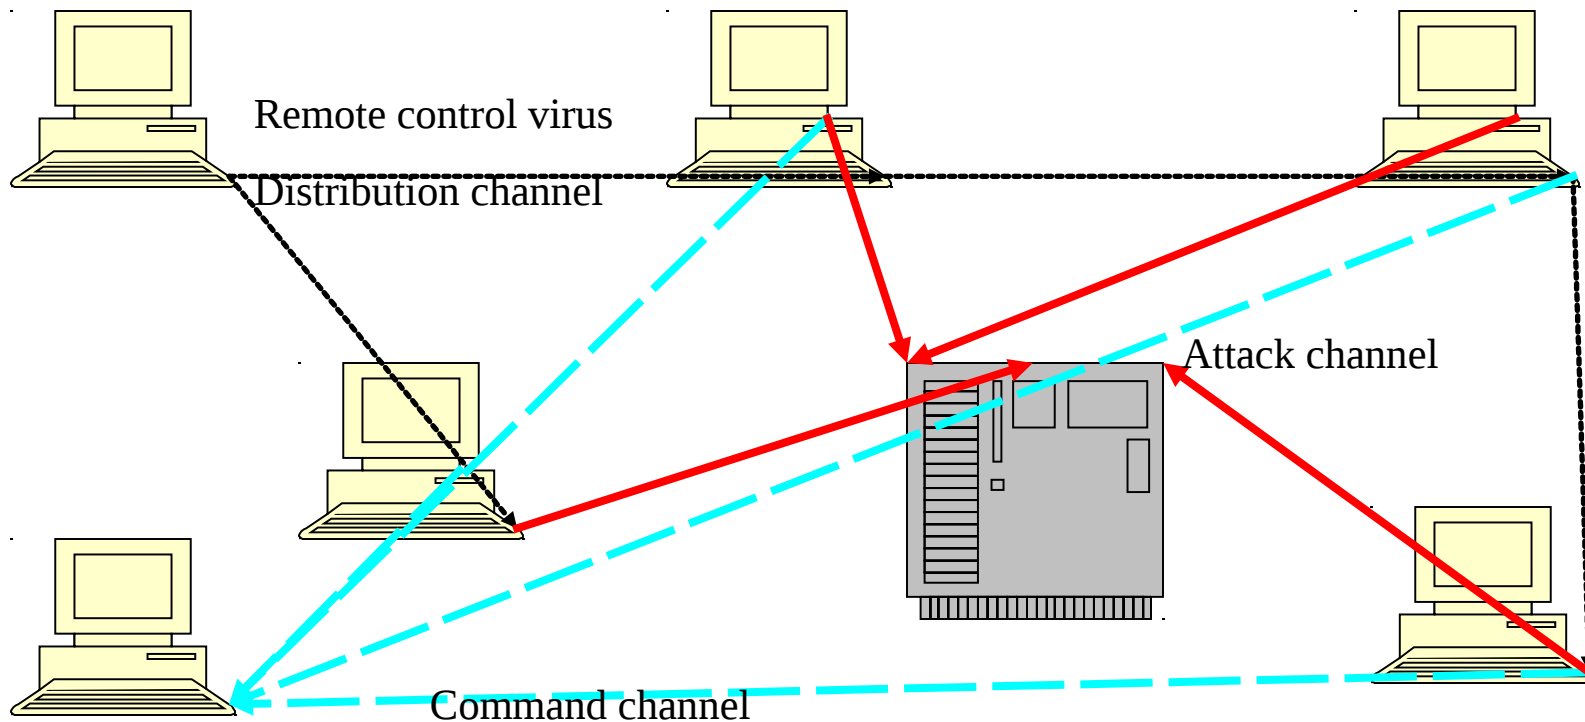 Remote control virus
Distribution channel
Attack channel
Command channel